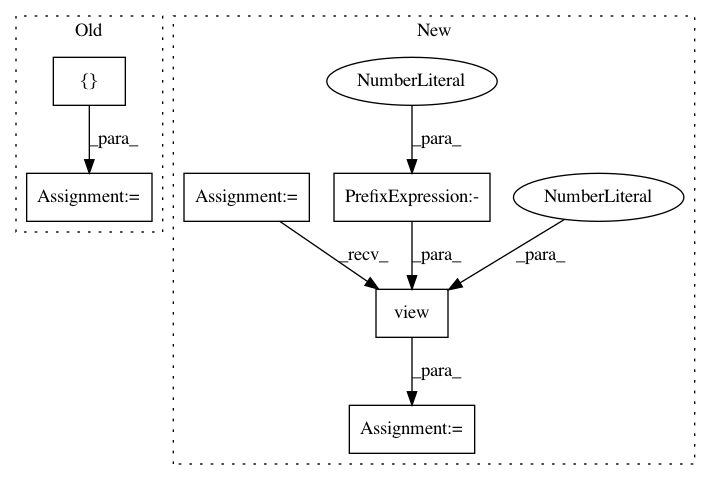 Old
New
{}
NumberLiteral
_para_
_para_
Assignment:=
Assignment:=
PrefixExpression:-
NumberLiteral
_recv_
_para_
_para_
view
_para_
Assignment:=